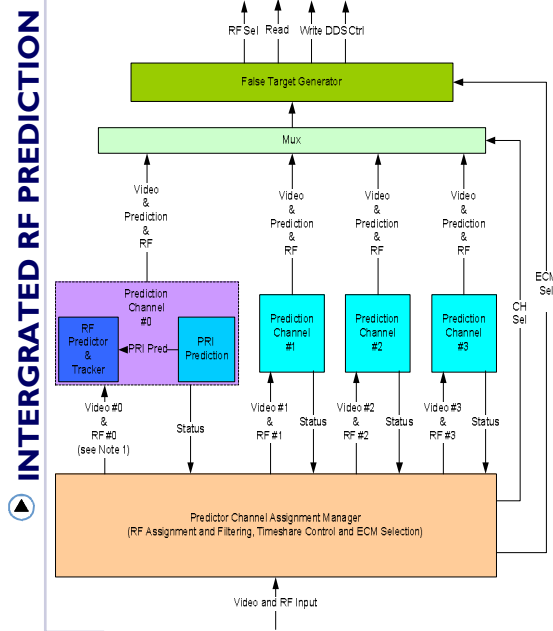 INTERGRATED RF PREDICTION
RF Sel
Read
Write
DDS Ctrl
False Target Generator
Mux
Video
&
Prediction
&
RF
Video
&
Prediction
&
RF
Video
&
Prediction
&
RF
Video
&
Prediction
&
RF
ECM
Sel
CH
Sel
Prediction
Channel
#0
RF
Predictor
&
Tracker
PRI Pred
PRI
Prediction
Prediction
Channel
#1
Prediction
Channel
#2
Prediction
Channel
#3
Video #0
& 
RF #0
(see Note 1)
Status
Video #1
&
RF #1
Status
Video #2
&
RF #2
Status
Video #3
&
RF #3
Status
Predictor Channel Assignment Manager
(RF Assignment and Filtering, Timeshare Control and ECM Selection)
Video and RF Input